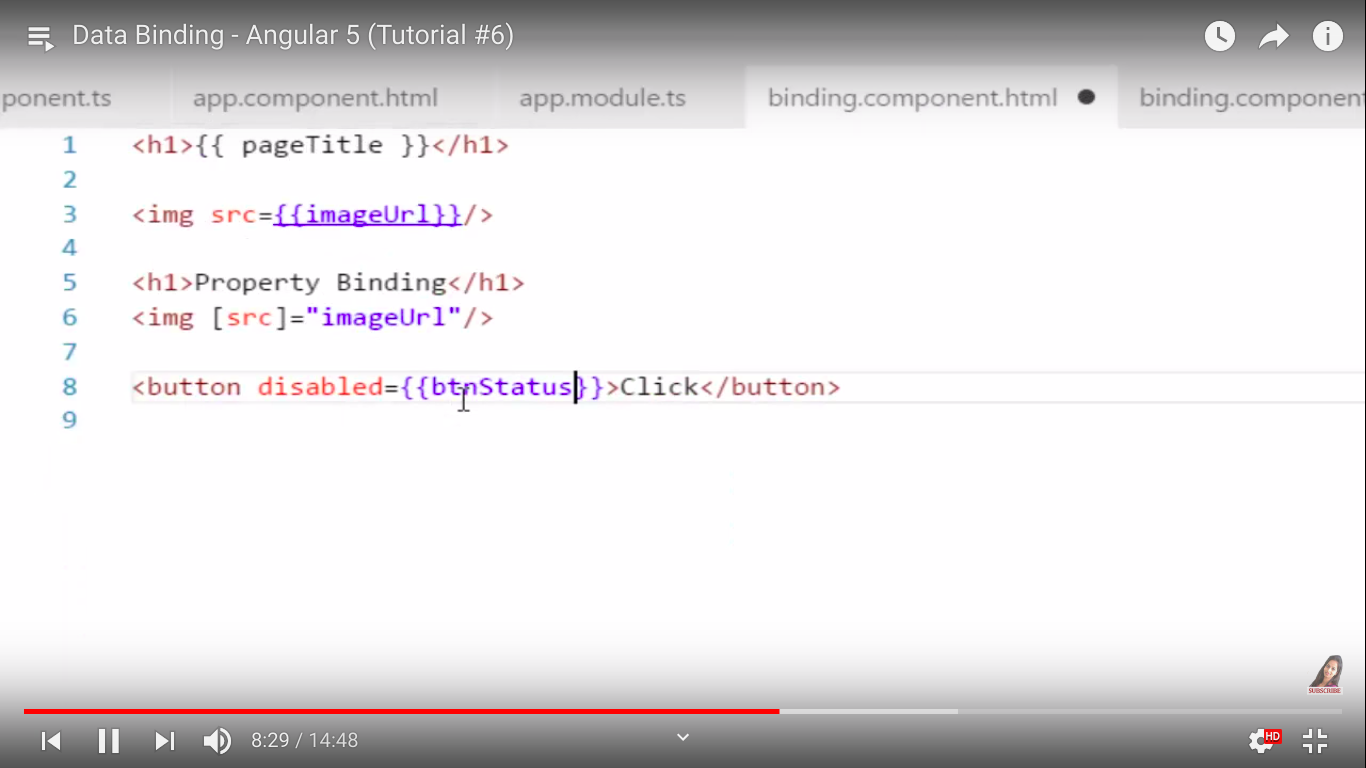 Data Binding - Angular 5 (Tutorial #6)
ponent.ts app.component.html app.module.ts binding.component.html binding.component
1 <h1>{{ pageTitle }}</h1>
2
3 <img src={{imageUrl}}/>
4
5 <h1>Property Binding</h1>
6 <img [src]="imageUrl"/>
7
8 <button disabled={{btnStatus}}>Click</button>
9
SUBSCRIBE
8:29 / 14:48 HD